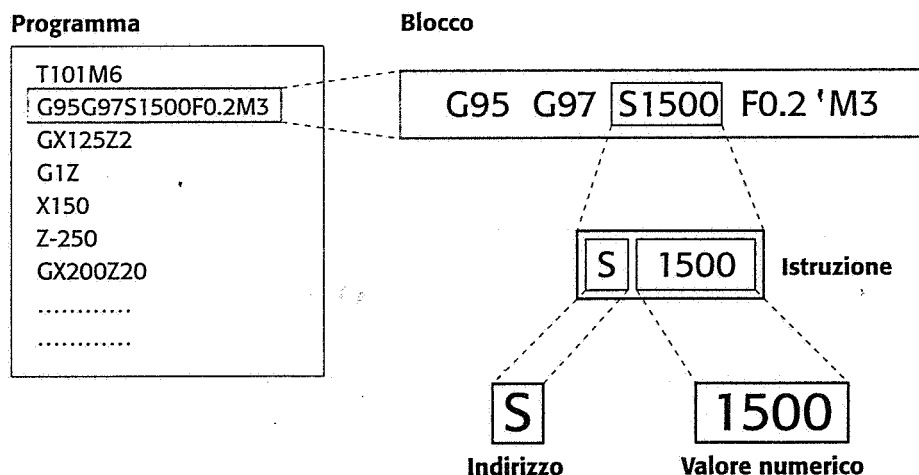 Programma
T101M6
G95G97S1500F0.2M3
GX125Z2
G1Z
X150
Z-250
GX200Z20
............
............
Blocco
G95 G97 S1500 F0.2 'M3
S 1500 Istruzione
S 1500
Indirizzo Valore numerico